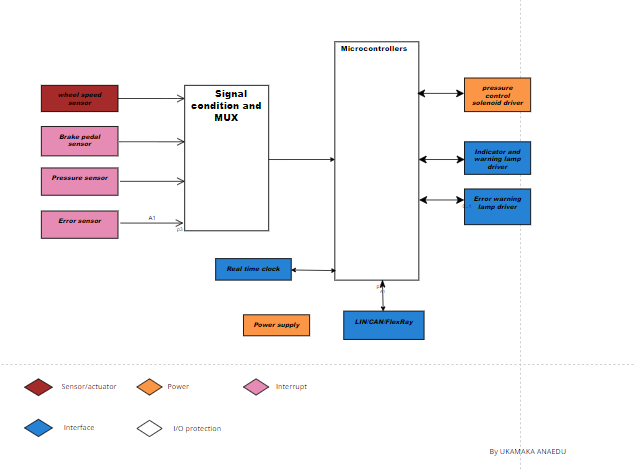 Microcontrollers
wheel speed
sensor
Signal
condition and
MUX
pressure
control
solenoid driver
Brake pedal
sensor
Indicator and
warning lamp
driver
Pressure sensor
Error sensor
A1
Error warning
lamp driver
Real time clock
Power supply
LIN/CAN/FlexRay
Sensor/actuator
Power
Interrupt
Interface
I/O protection
By UKAMAKA ANAEDU